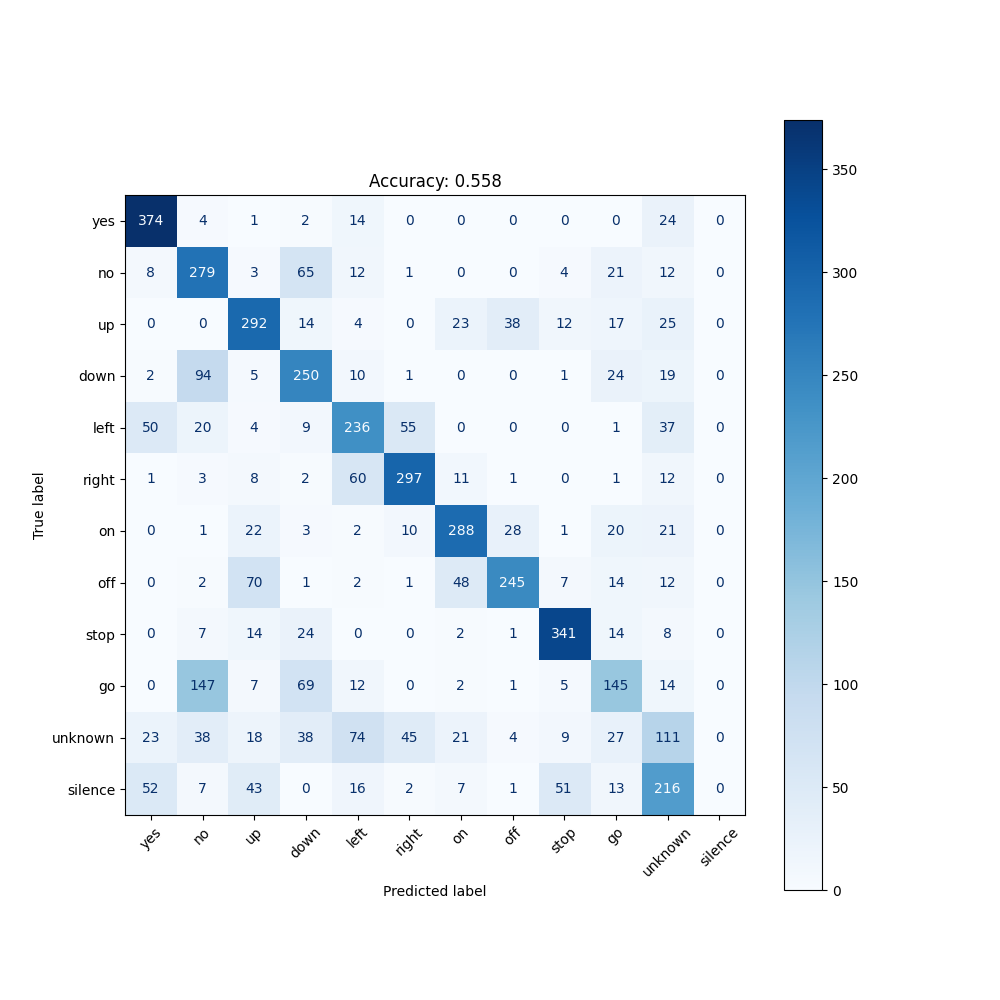 Accuracy: 0.558
yes 374 4 1 2 14 0 0 0 0 0 24 0
no 8 279 3 65 12 1 0 0 4 21 12 0
up 0 0 292 14 4 0 23 38 12 17 25 0
down 2 94 5 250 10 1 0 0 1 24 19 0
left 50 20 4 9 236 55 0 0 0 1 37 0
right 1 3 8 2 60 297 11 1 0 1 12 0
on 0 1 22 3 2 10 288 28 1 20 21 0
off 0 2 70 1 2 1 48 245 7 14 12 0
stop 0 7 14 24 0 0 2 1 341 14 8 0
go 0 147 7 69 12 0 2 1 5 145 14 0
unknown 23 38 18 38 74 45 21 4 9 27 111 0
silence 52 7 43 0 16 2 7 1 51 13 216 0
yes no up down left right on off stop go unknown silence
Predicted label
True label
350
300
250
200
150
100
50
0